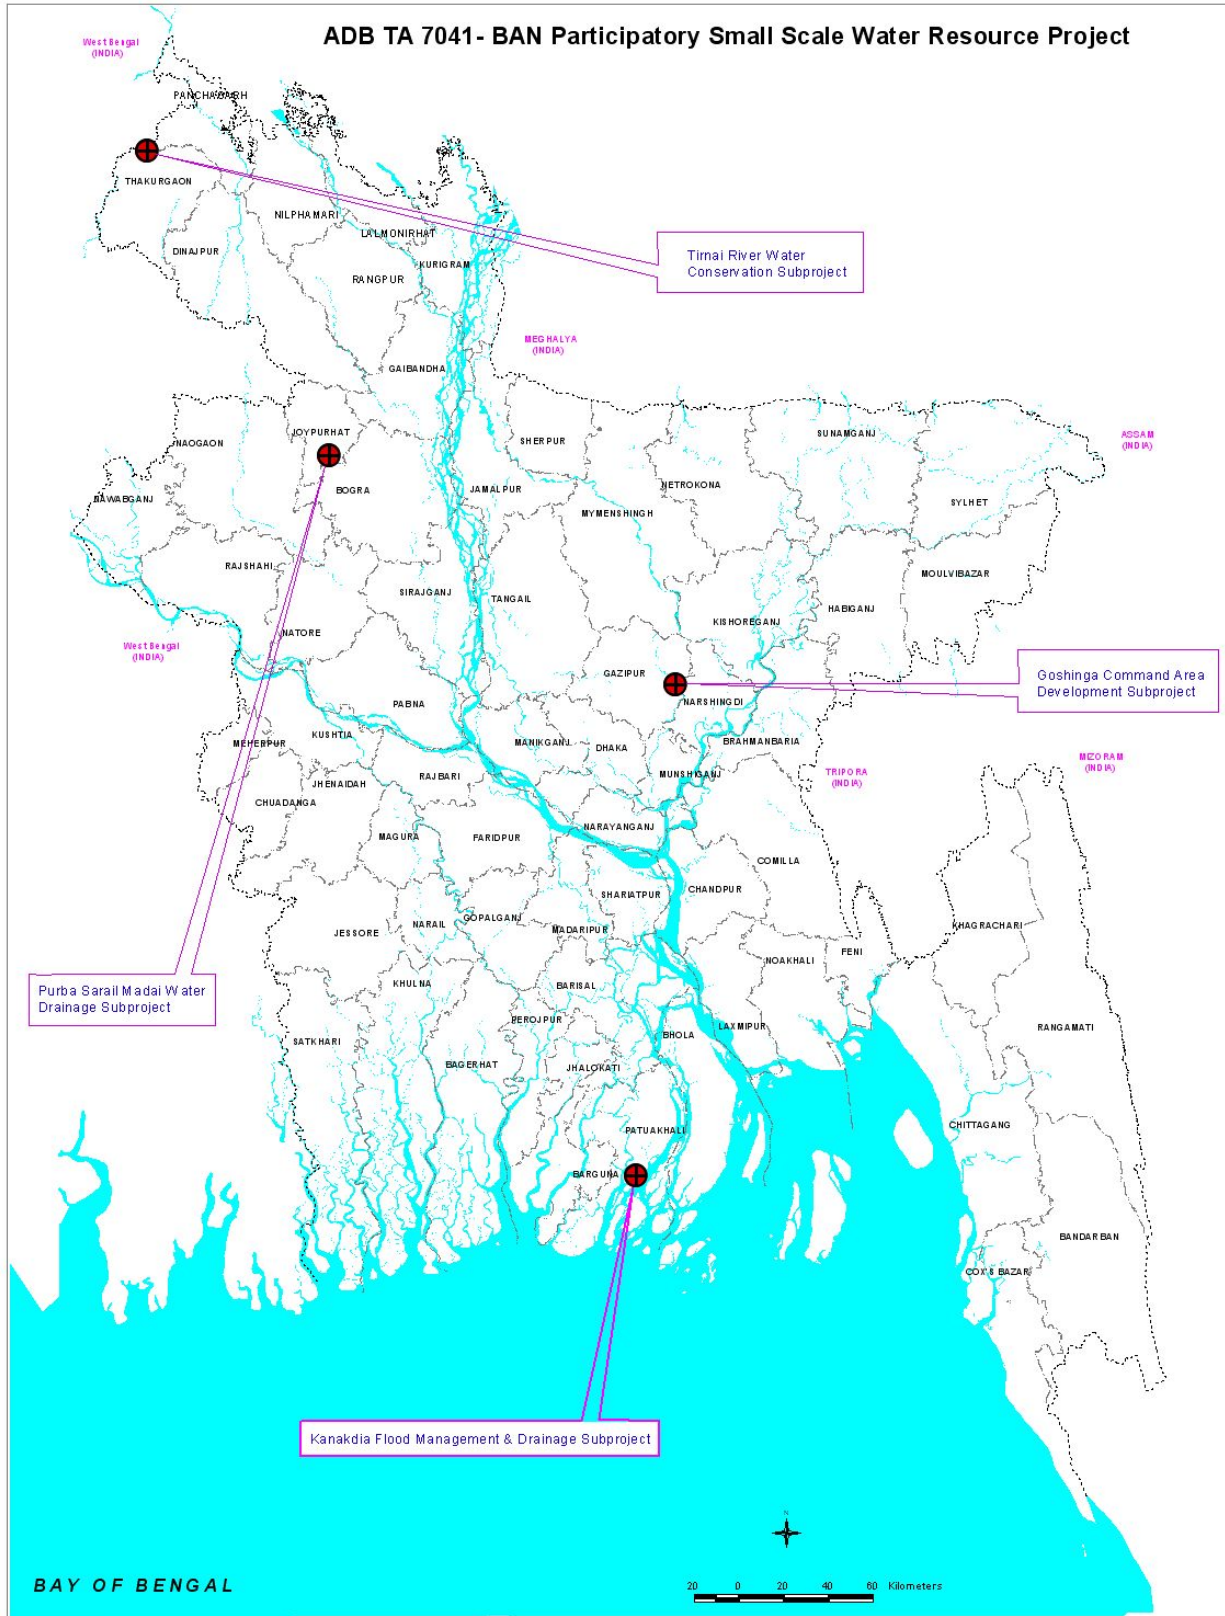 ADB TA 7041- BAN Participatory Small Scale Water Resource Project
West Bengal
(INDIA)
PANCHAGARH
THAKURGAON
NILPHAMARI
LALMONIRHAT
DINAJPUR
KURIGRAM
RANGPUR
Tirnai River Water
Conservation Subproject
MEGHALYA
(INDIA)
GAIBANDHA
JOYPURHAT
NAOGAON
SHERPUR
SUNAMGANJ
ASSAM
(INDIA)
BOGRA
JAMALPUR
NETROKONA
NAWABGANJ
MYMENSHINGH
SYLHET
RAJSHAHI
MOULVIBAZAR
SIRAJGANJ
TANGAIL
HABIGANJ
KISHOREGANJ
NATORE
West Bengal
(INDIA)
GAZIPUR
Goshinga Command Area
Development Subproject
PABNA
NARSHINGDI
KUSHTIA
MEHERPUR
MANIKGANJ
DHAKA
BRAHMANBARIA
RAJBARI
MUNSHIGANJ
TRIPORA
(INDIA)
MIZORAM
(INDIA)
JHENAIDAH
CHUADANGA
MAGURA
FARIDPUR
NARAYANGANJ
COMILLA
SHARIATPUR
CHANDPUR
GOPALGANJ
NARAIL
MADARIPUR
JESSORE
KHAGRACHARI
FENI
NOAKHALI
Purba Sarail Madai Water
Drainage Subproject
KHULNA
BARISAL
PEROJPUR
LAXMIPUR
BHOLA
RANGAMATI
SATKHARI
BAGERHAT
JHALOKATI
CHITTAGANG
PATUAKHALI
BARGUNA
BANDARBAN
COX'S BAZAR
Kanakdia Flood Management & Drainage Subproject
N
BAY OF BENGAL
20 0 20 40 60 Kilometers